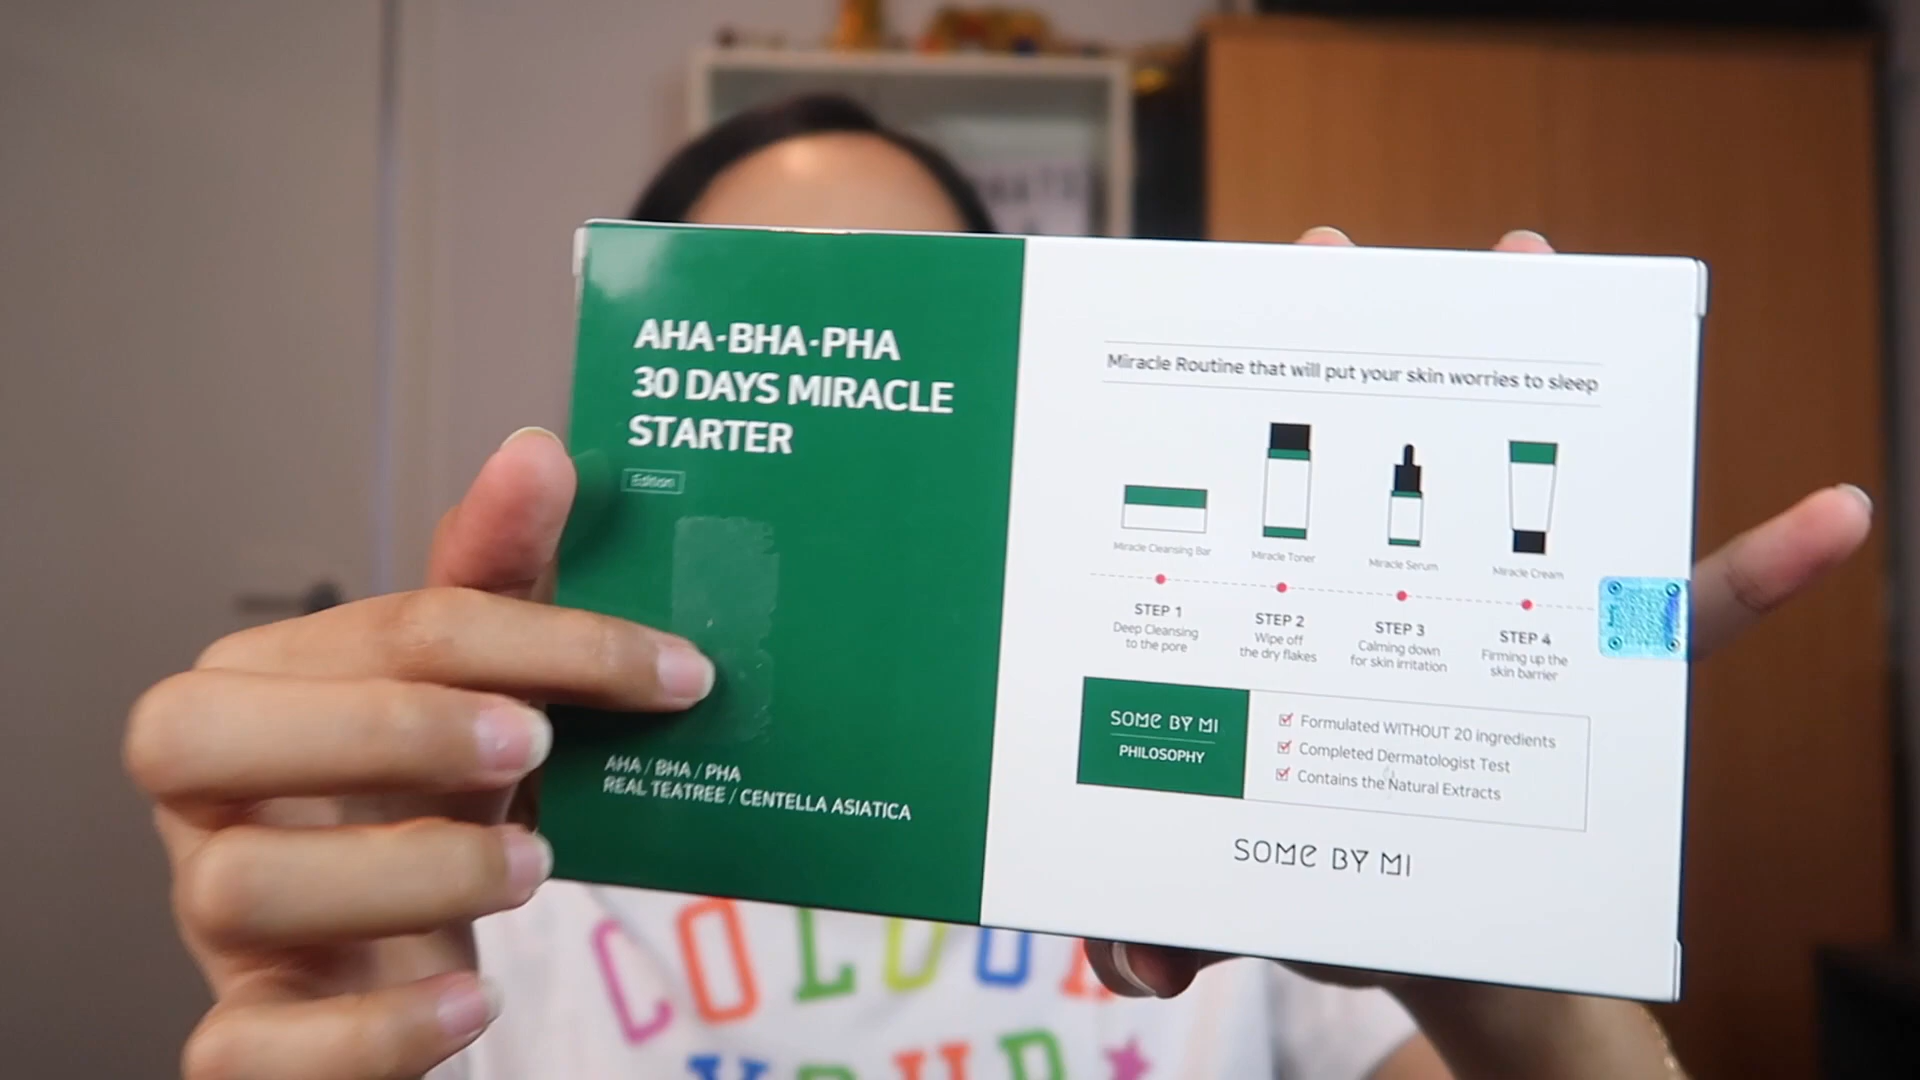 AHA·BHA·PHA
30 DAYS MIRACLE
STARTER
Edition
AHA / BHA / PHA
REAL TEATREE / CENTELLA ASIATICA
Miracle Routine that will put your skin worries to sleep
Miracle Cleansing Bar
Miracle Toner
Miracle Serum
Miracle Cream
STEP 1
Deep Cleansing
to the pore
STEP 2
Wipe off
the dry flakes
STEP 3
Calming down
for skin irritation
STEP 4
Firming up the
skin barrier
SOME BY MI
PHILOSOPHY
Formulated WITHOUT 20 ingredients
Completed Dermatologist Test
Contains the Natural Extracts
SOME BY MI
COLOUR
YOUR